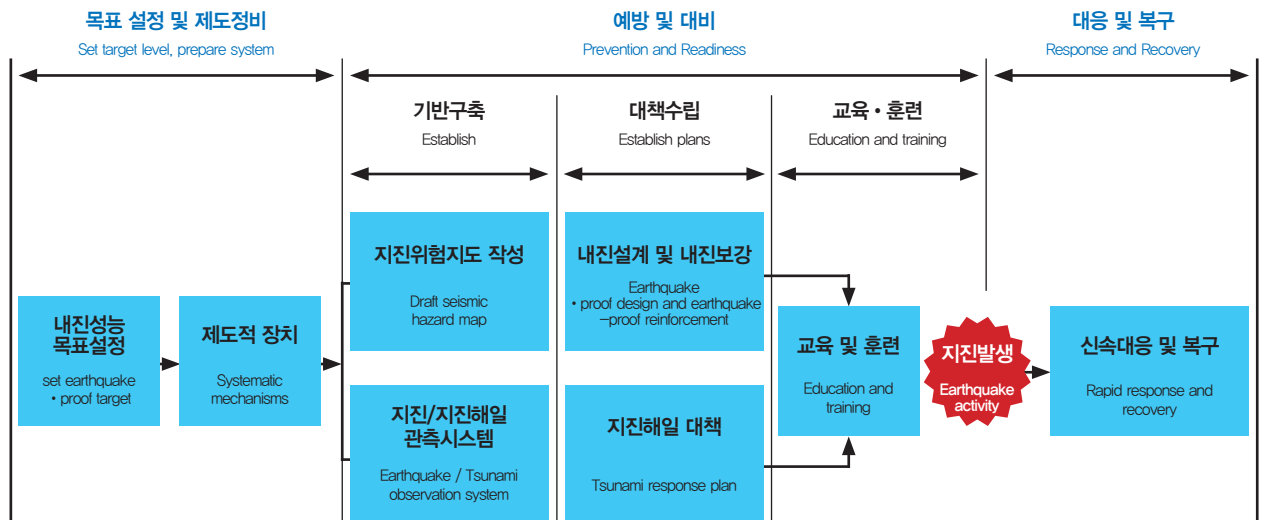 목표 설정 및 제도정비
Set target level, prepare system
예방 및 대비
Prevention and Readiness
대응 및 복구
Response and Recovery
기반구축
Establish
대책수립
Establish plans
교육 • 훈련
Education and training
내진성능
목표설정
set earthquake
• proof target
제도적 장치
Systematic
mechanisms
지진위험지도 작성
Draft seismic
hazard map
지진/지진해일
관측시스템
Earthquake / Tsunami
observation system
내진설계 및 내진보강
Earthquake
• proof design and earthquake
–proof reinforcement
지진해일 대책
Tsunami response plan
교육 및 훈련
Education and
training
지진발생
Earthquake
activity
신속대응 및 복구
Rapid response and
recovery